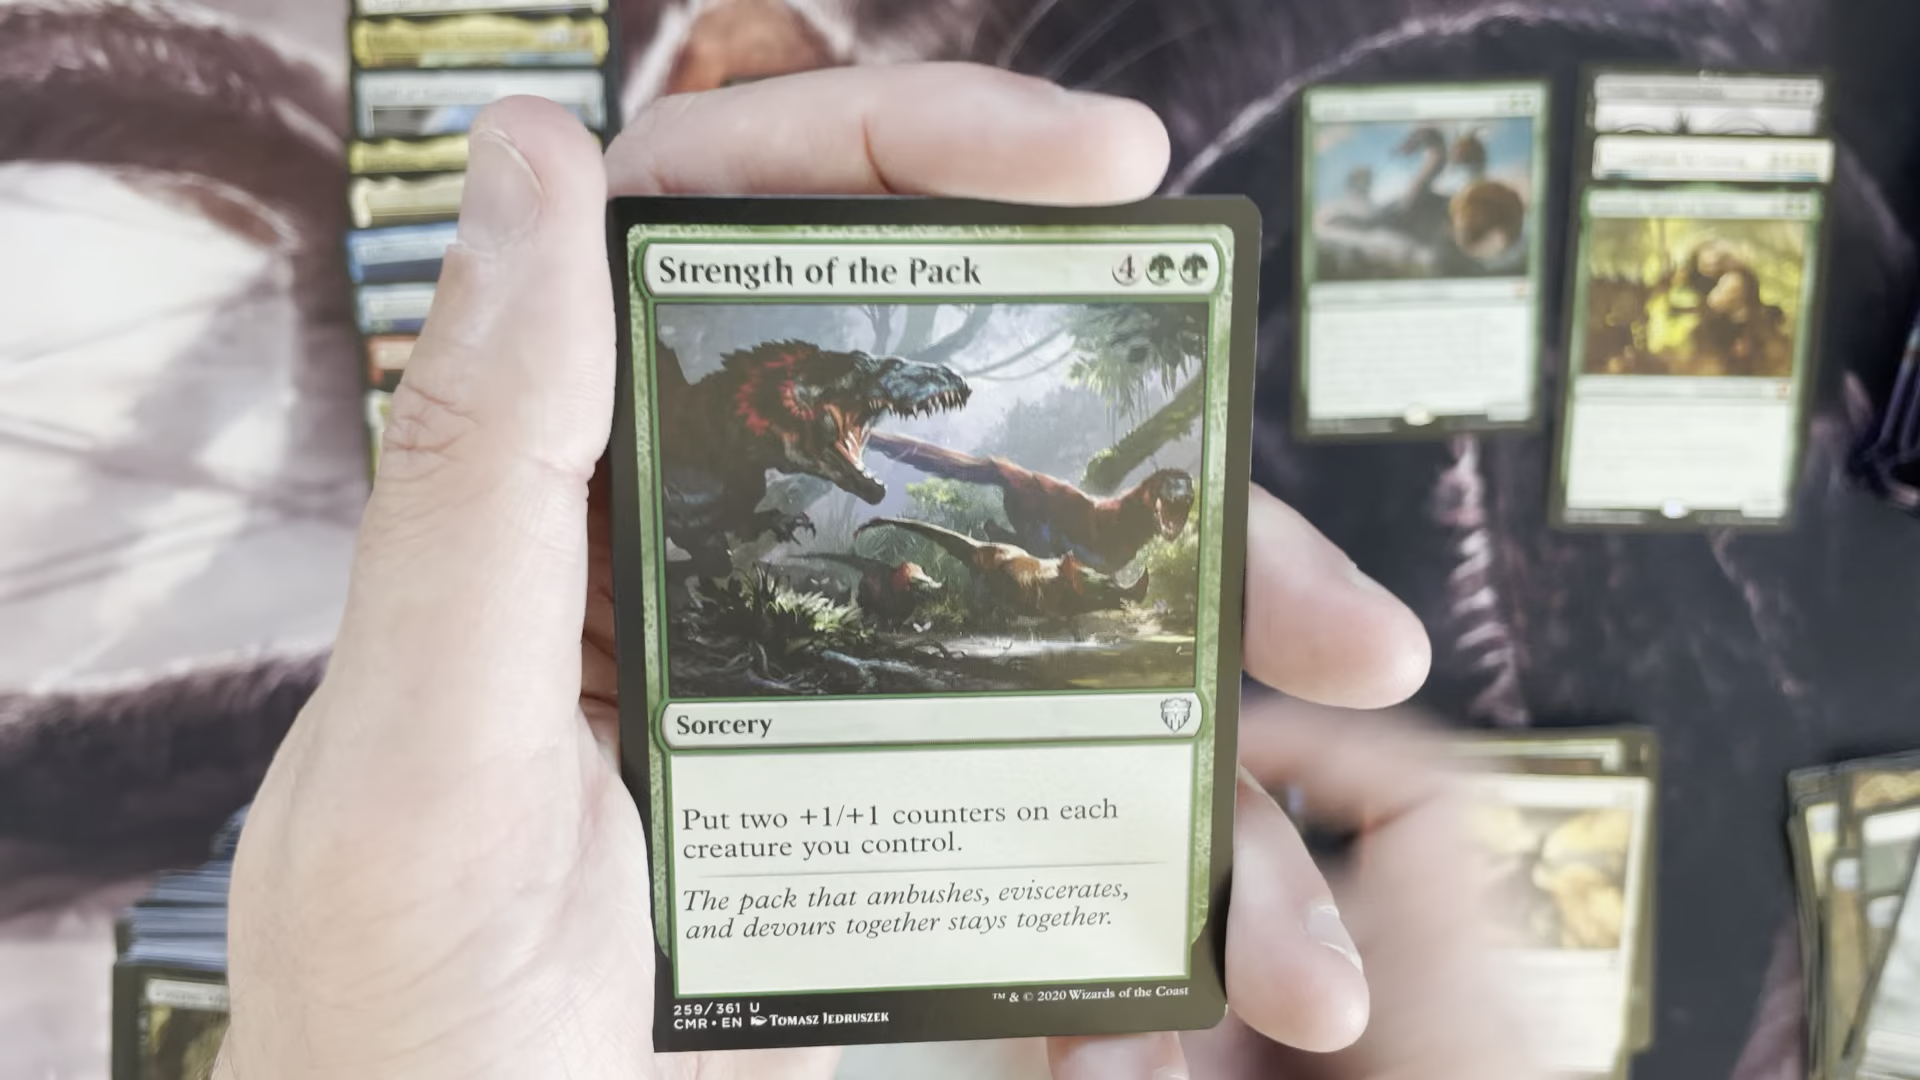 Strength of the Pack 4
Sorcery
Put two +1/+1 counters on each
creature you control.
The pack that ambushes, eviscerates,
and devours together stays together.
259/361 U
CMR • EN Tomasz Jedruszek
™ & © 2020 Wizards of the Coast